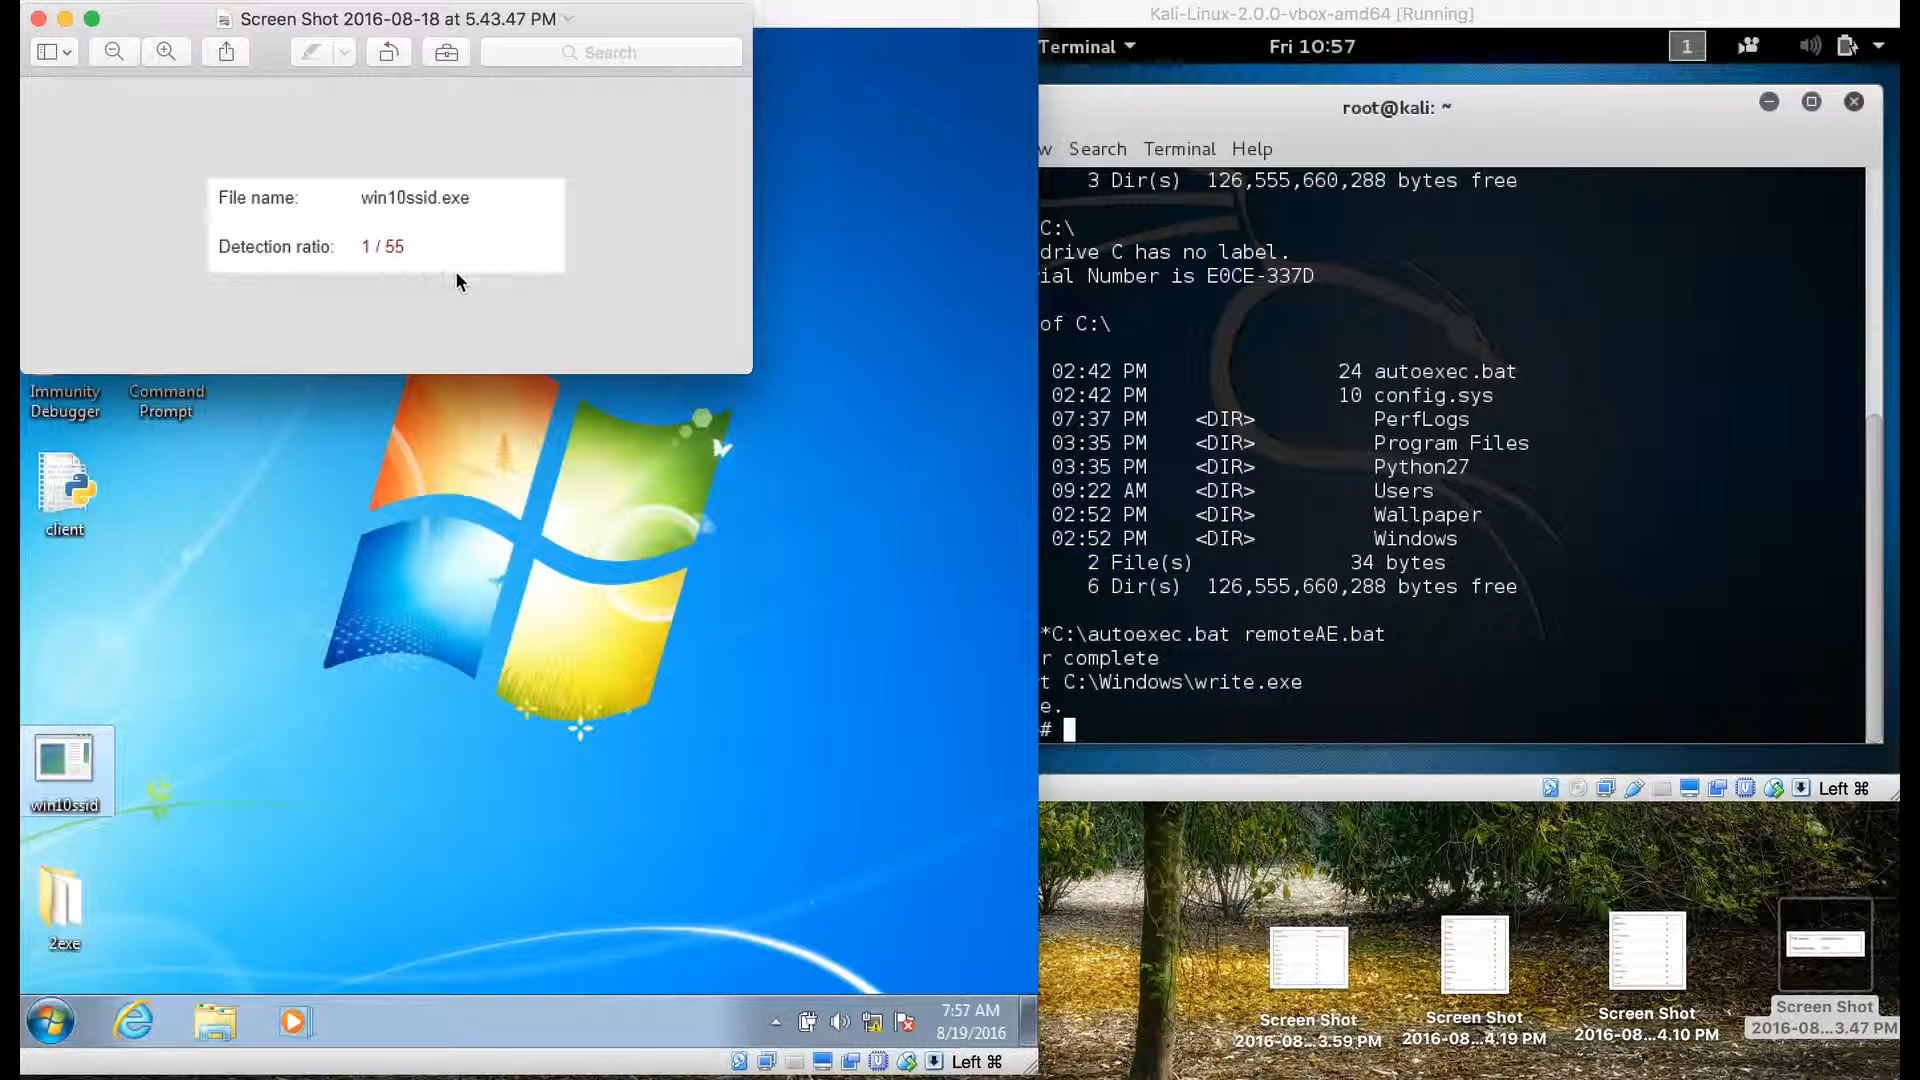 Screen Shot 2016-08-18 at 5.43.47 PM
Search
File name: win10ssid.exe
Detection ratio: 1 / 55
Immunity Debugger
Command Prompt
client
win10ssid
2exe
7:57 AM
8/19/2016
Left ⌘
Kali-Linux-2.0.0-vbox-amd64 [Running]
Terminal
Fri 10:57
1
root@kali: ~
w Search Terminal Help
3 Dir(s) 126,555,660,288 bytes free
C:\
drive C has no label.
ial Number is E0CE-337D
of C:\
02:42 PM 24 autoexec.bat
02:42 PM 10 config.sys
07:37 PM <DIR> PerfLogs
03:35 PM <DIR> Program Files
03:35 PM <DIR> Python27
09:22 AM <DIR> Users
02:52 PM <DIR> Wallpaper
02:52 PM <DIR> Windows
2 File(s) 34 bytes
6 Dir(s) 126,555,660,288 bytes free
*C:\autoexec.bat remoteAE.bat
r complete
t C:\Windows\write.exe
e.
#
Left ⌘
Screen Shot
2016-08...3.59 PM
Screen Shot
2016-08...4.19 PM
Screen Shot
2016-08...4.10 PM
Screen Shot
2016-08...3.47 PM